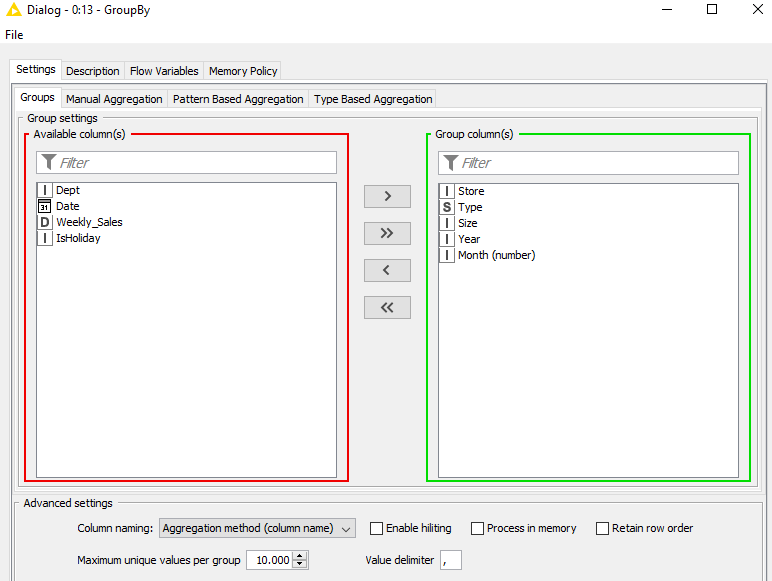 Dialog - 0:13 - GroupBy
File
Settings Description Flow Variables Memory Policy
Groups Manual Aggregation Pattern Based Aggregation Type Based Aggregation
Group settings
Available column(s)
Filter
I Dept
31 Date
D Weekly_Sales
I IsHoliday
>
>>
<
<<
Group column(s)
Filter
I Store
S Type
I Size
I Year
I Month (number)
Advanced settings
Column naming: Aggregation method (column name) Enable hiliting Process in memory Retain row order
Maximum unique values per group 10.000 Value delimiter ,